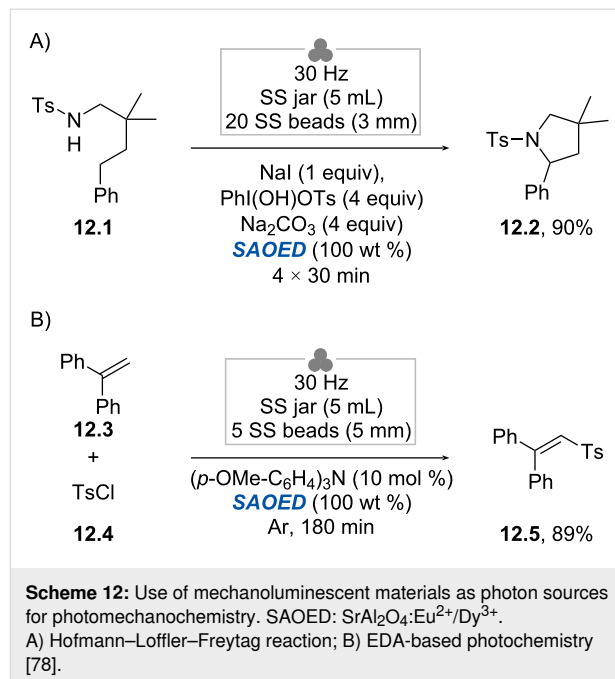 A)
Ts
N
H
Ph
12.1
30 Hz
SS jar (5 mL)
20 SS beads (3 mm)
NaI (1 equiv),
PhI(OH)OTs (4 equiv)
Na₂CO₃ (4 equiv)
SAOED (100 wt %)
4 × 30 min
Ts–N
Ph
12.2, 90%
B)
Ph
Ph
12.3
+
TsCl
12.4
30 Hz
SS jar (5 mL)
5 SS beads (5 mm)
(p-OMe-C₆H₄)₃N (10 mol %)
SAOED (100 wt %)
Ar, 180 min
Ph
Ts
Ph
12.5, 89%
Scheme 12: Use of mechanoluminescent materials as photon sources
for photomechanochemistry. SAOED: SrAl₂O₄:Eu²⁺/Dy³⁺.
A) Hofmann–Loffler–Freytag reaction; B) EDA-based photochemistry
[78].